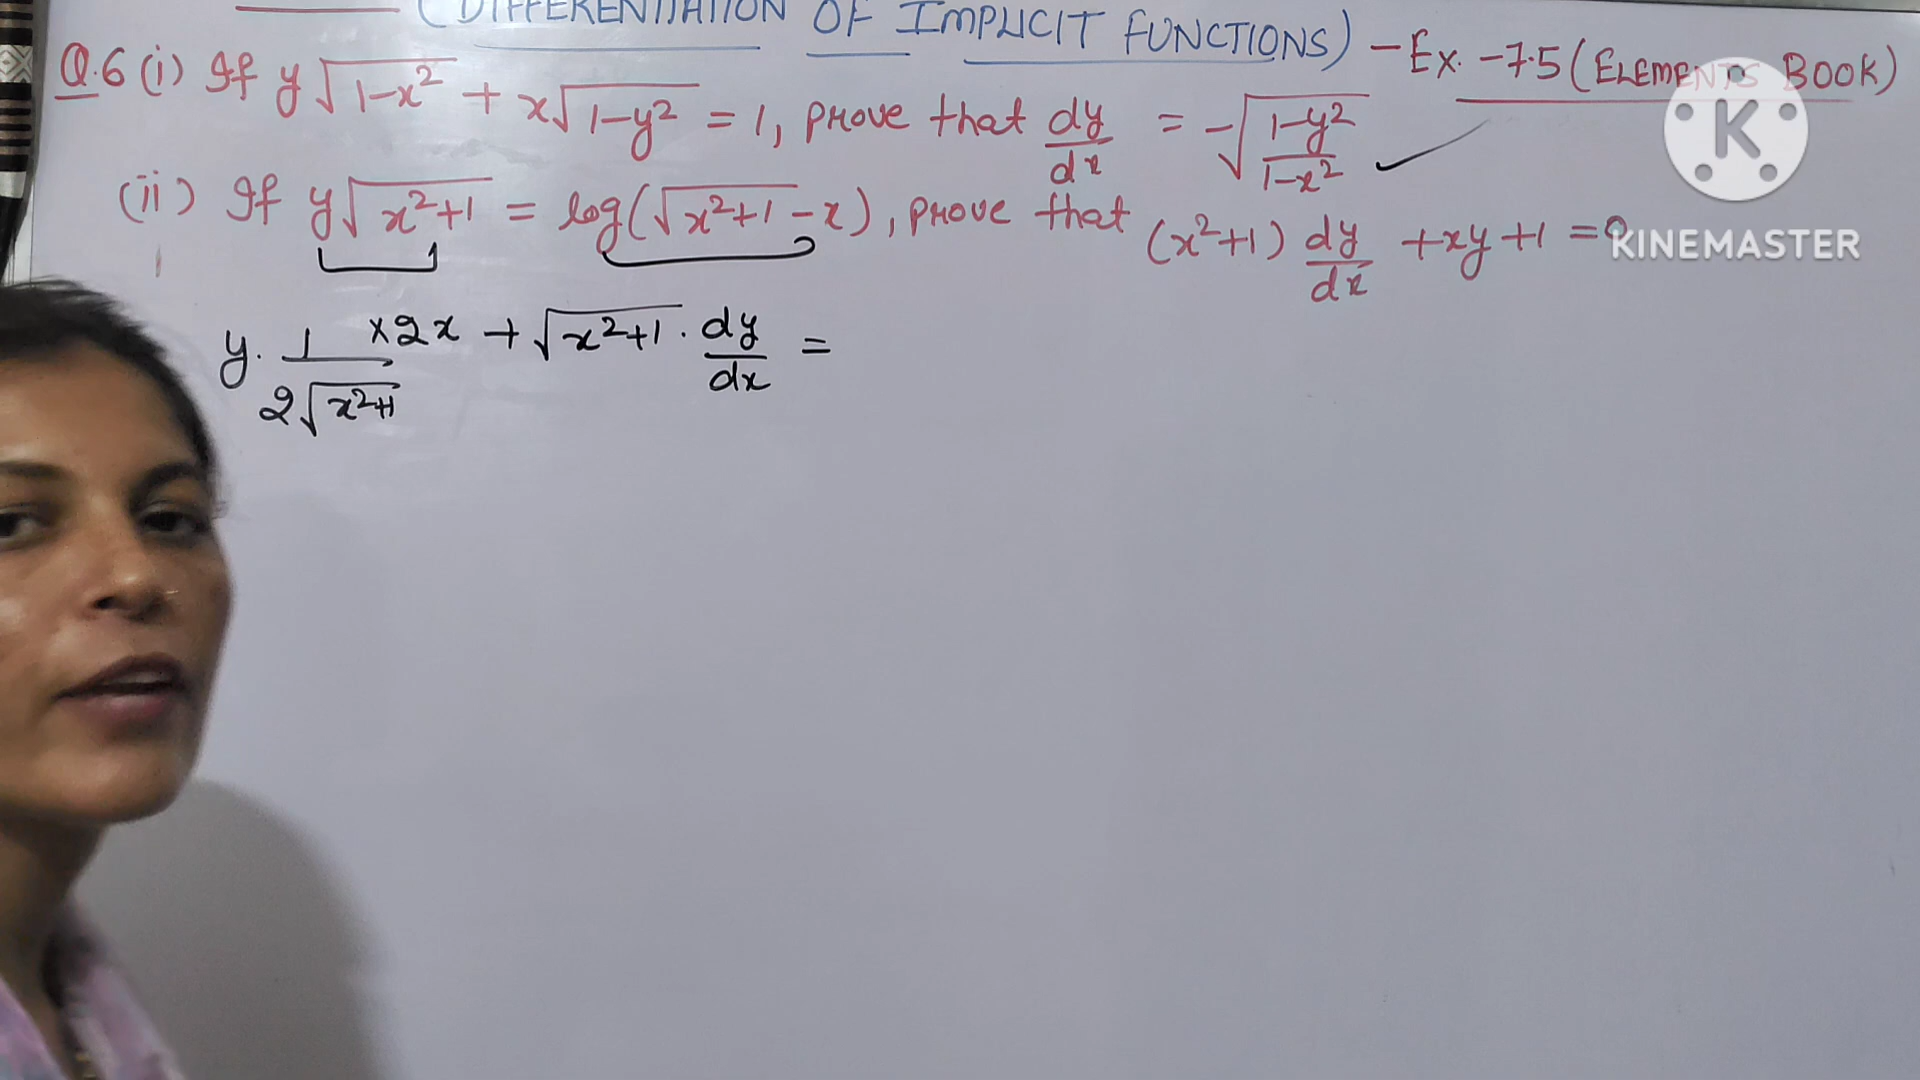 (DIFFERENTIATION OF IMPLICIT FUNCTIONS) - Ex. - 7.5 (ELEMENTS BOOK)
Q.6 (i) If y√(1-x²) + x√(1-y²) = 1, prove that dy/dx = -√((1-y²)/(1-x²)) ✓
(ii) If y√(x²+1) = log(√(x²+1) - x), prove that (x²+1) dy/dx + xy + 1 = 0
K
KINEMASTER
y · 1/(2√(x²+1)) × 2x + √(x²+1) · dy/dx =